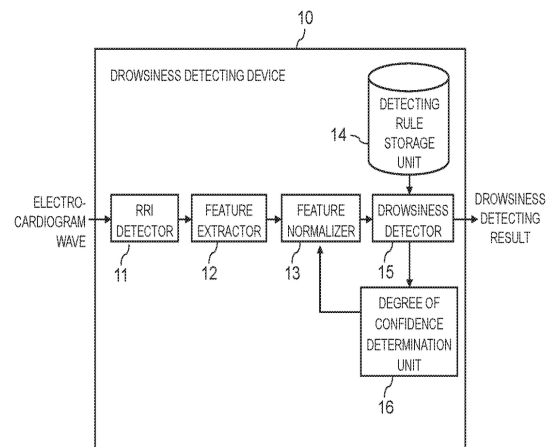 10
DROWSINESS DETECTING DEVICE
DETECTING
RULE
STORAGE
UNIT
14
ELECTRO-
CARDIOGRAM
WAVE
RRI
DETECTOR
11
FEATURE
EXTRACTOR
12
FEATURE
NORMALIZER
13
DROWSINESS
DETECTOR
15
DROWSINESS
DETECTING
RESULT
DEGREE OF
CONFIDENCE
DETERMINATION
UNIT
16